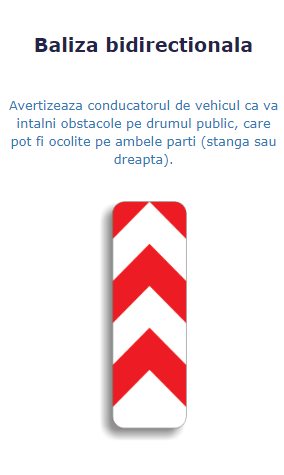 Baliza bidirectionala
Avertizeaza conducatorul de vehicul ca va
intalni obstacole pe drumul public, care
pot fi ocolite pe ambele parti (stanga sau
dreapta).